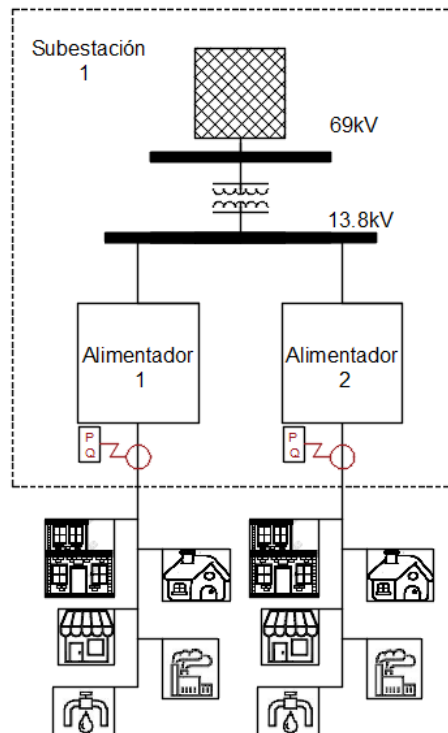 Subestación
1
69kV
13.8kV
Alimentador
1
Alimentador
2
P
Q
P
Q